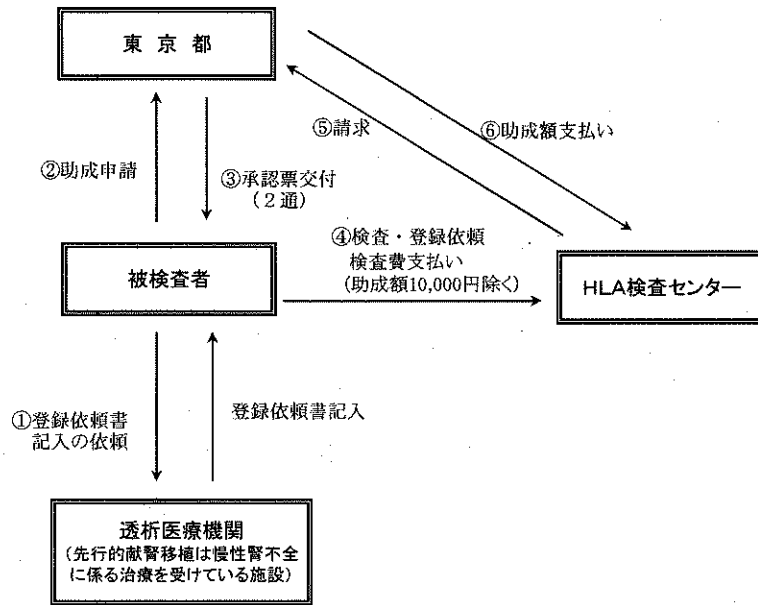 東京都
⑤請求
⑥助成額支払い
②助成申請
③承認票交付
(2通)
④検査・登録依頼
検査費支払い
(助成額10,000円除く)
被検査者
HLA検査センター
①登録依頼書
記入の依頼
登録依頼書記入
透析医療機関
(先行的献腎移植は慢性腎不全
に係る治療を受けている施設)